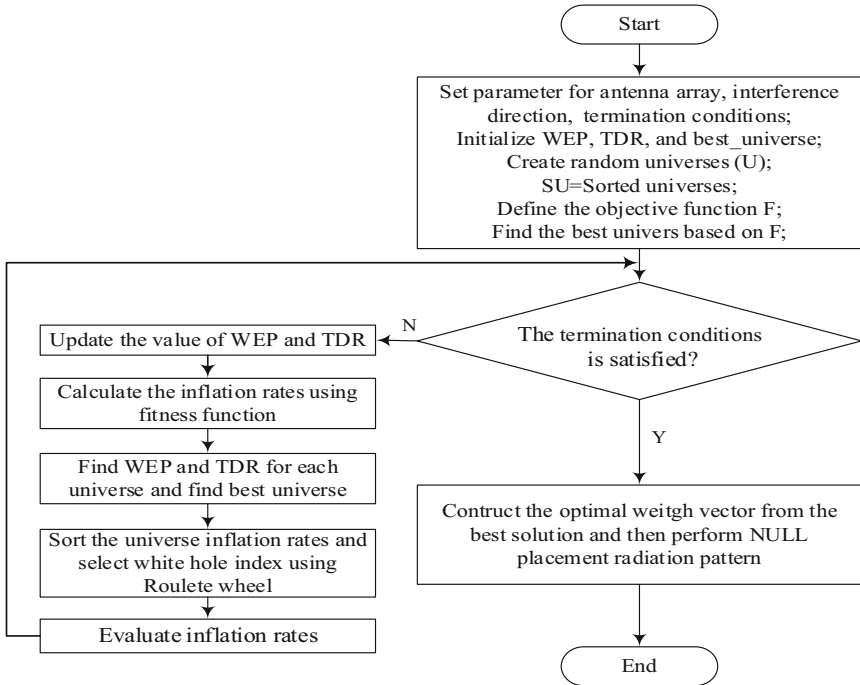 Start
Set parameter for antenna array, interference
direction, termination conditions;
Initialize WEP, TDR, and best_universe;
Create random universes (U);
SU=Sorted universes;
Define the objective function F;
Find the best univers based on F;
The termination conditions
is satisfied?
N
Update the value of WEP and TDR
Calculate the inflation rates using
fitness function
Find WEP and TDR for each
universe and find best universe
Sort the universe inflation rates and
select white hole index using
Roulete wheel
Evaluate inflation rates
Y
Contruct the optimal weitgh vector from the
best solution and then perform NULL
placement radiation pattern
End